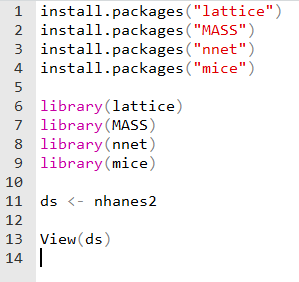 1 install.packages("lattice")
2 install.packages("MASS")
3 install.packages("nnet")
4 install.packages("mice")
5
6 library(lattice)
7 library(MASS)
8 library(nnet)
9 library(mice)
10
11 ds <- nhanes2
12
13 View(ds)
14